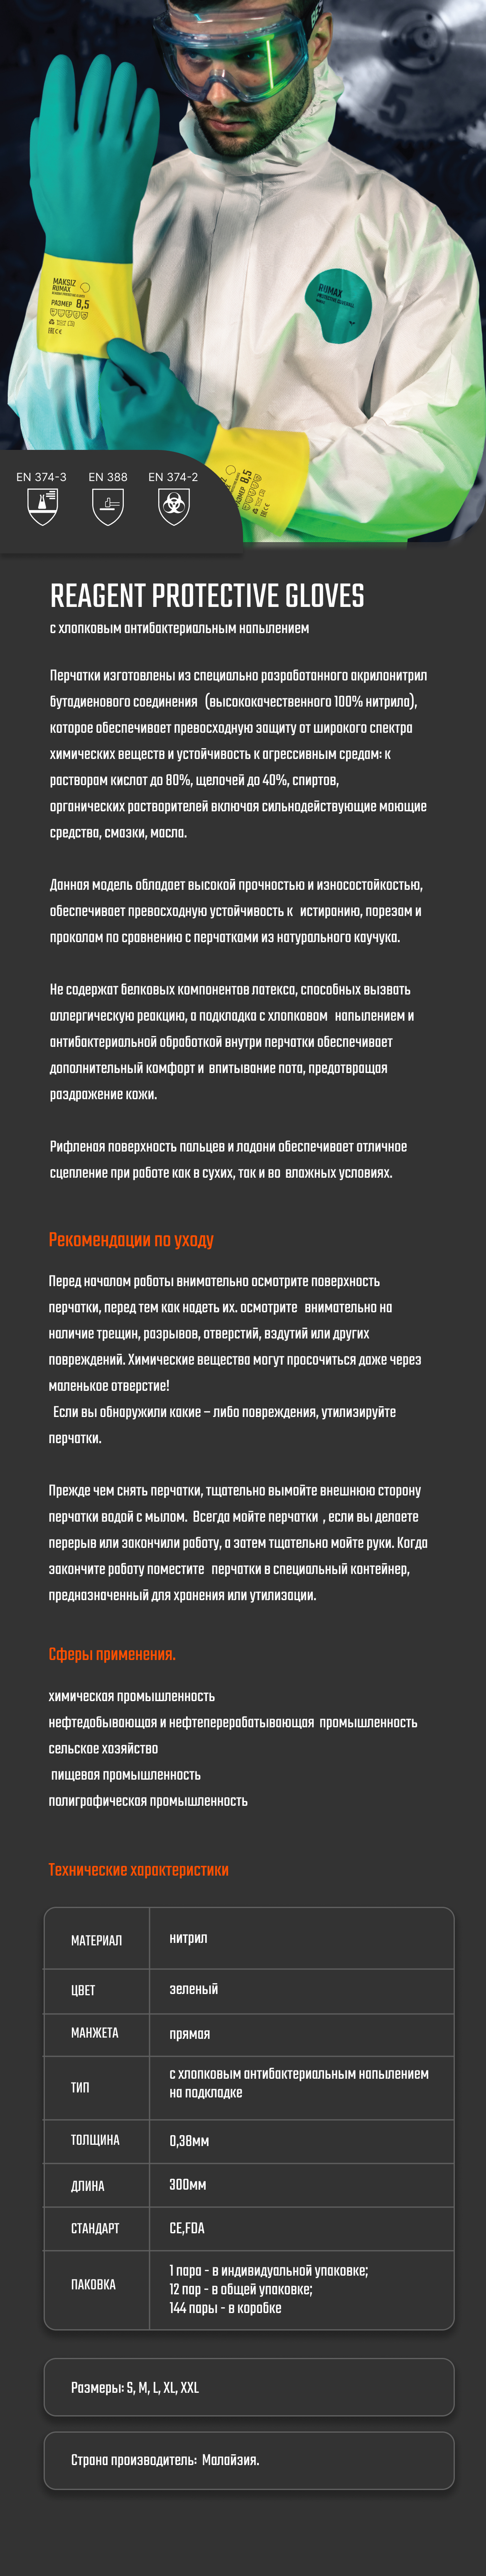 MAKSIZ
RUMAX
РАЗМЕР 8,5
RUMAX
8,5
EN 374-3 EN 388 EN 374-2
REAGENT PROTECTIVE GLOVES
с хлопковым антибактериальным напылением
Перчатки изготовлены из специально разработанного акрилонитрил
бутадиенового соединения (высококачественного 100% нитрила),
которое обеспечивает превосходную защиту от широкого спектра
химических веществ и устойчивость к агрессивным средам: к
растворам кислот до 80%, щелочей до 40%, спиртов,
органических растворителей включая сильнодействующие моющие
средства, смазки, масла.
Данная модель обладает высокой прочностью и износостойкостью,
обеспечивает превосходную устойчивость к истиранию, порезам и
проколам по сравнению с перчатками из натурального каучука.
Не содержат белковых компонентов латекса, способных вызвать
аллергическую реакцию, а подкладка с хлопковом напылением и
антибактериальной обработкой внутри перчатки обеспечивает
дополнительный комфорт и впитывание пота, предотвращая
раздражение кожи.
Рифленая поверхность пальцев и ладони обеспечивает отличное
сцепление при работе как в сухих, так и во влажных условиях.
Рекомендации по уходу
Перед началом работы внимательно осмотрите поверхность
перчатки, перед тем как надеть их. осмотрите внимательно на
наличие трещин, разрывов, отверстий, вздутий или других
повреждений. Химические вещества могут просочиться даже через
маленькое отверстие!
Если вы обнаружили какие – либо повреждения, утилизируйте
перчатки.
Прежде чем снять перчатки, тщательно вымойте внешнюю сторону
перчатки водой с мылом. Всегда мойте перчатки , если вы делаете
перерыв или закончили работу, а затем тщательно мойте руки. Когда
закончите работу поместите перчатки в специальный контейнер,
предназначенный для хранения или утилизации.
Сферы применения.
химическая промышленность
нефтедобывающая и нефтеперерабатывающая промышленность
сельское хозяйство
пищевая промышленность
полиграфическая промышленность
Технические характеристики
МАТЕРИАЛ нитрил
ЦВЕТ зеленый
МАНЖЕТА прямая
ТИП с хлопковым антибактериальным напылением
на подкладке
ТОЛЩИНА 0,38мм
ДЛИНА 300мм
СТАНДАРТ CE,FDA
ПАКОВКА 1 пара - в индивидуальной упаковке;
12 пар - в общей упаковке;
144 пары - в коробке
Размеры: S, M, L, XL, XXL
Страна производитель: Малайзия.